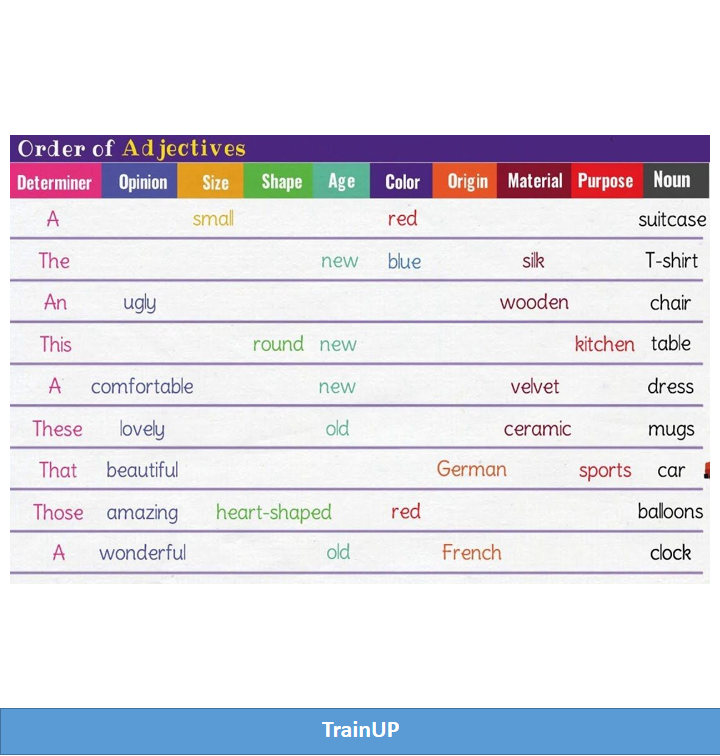 Order of Adjectives
Determiner Opinion Size Shape Age Color Origin Material Purpose Noun
A small red suitcase
The new blue silk T-shirt
An ugly wooden chair
This round new kitchen table
A comfortable new velvet dress
These lovely old ceramic mugs
That beautiful German sports car
Those amazing heart-shaped red balloons
A wonderful old French clock
TrainUP